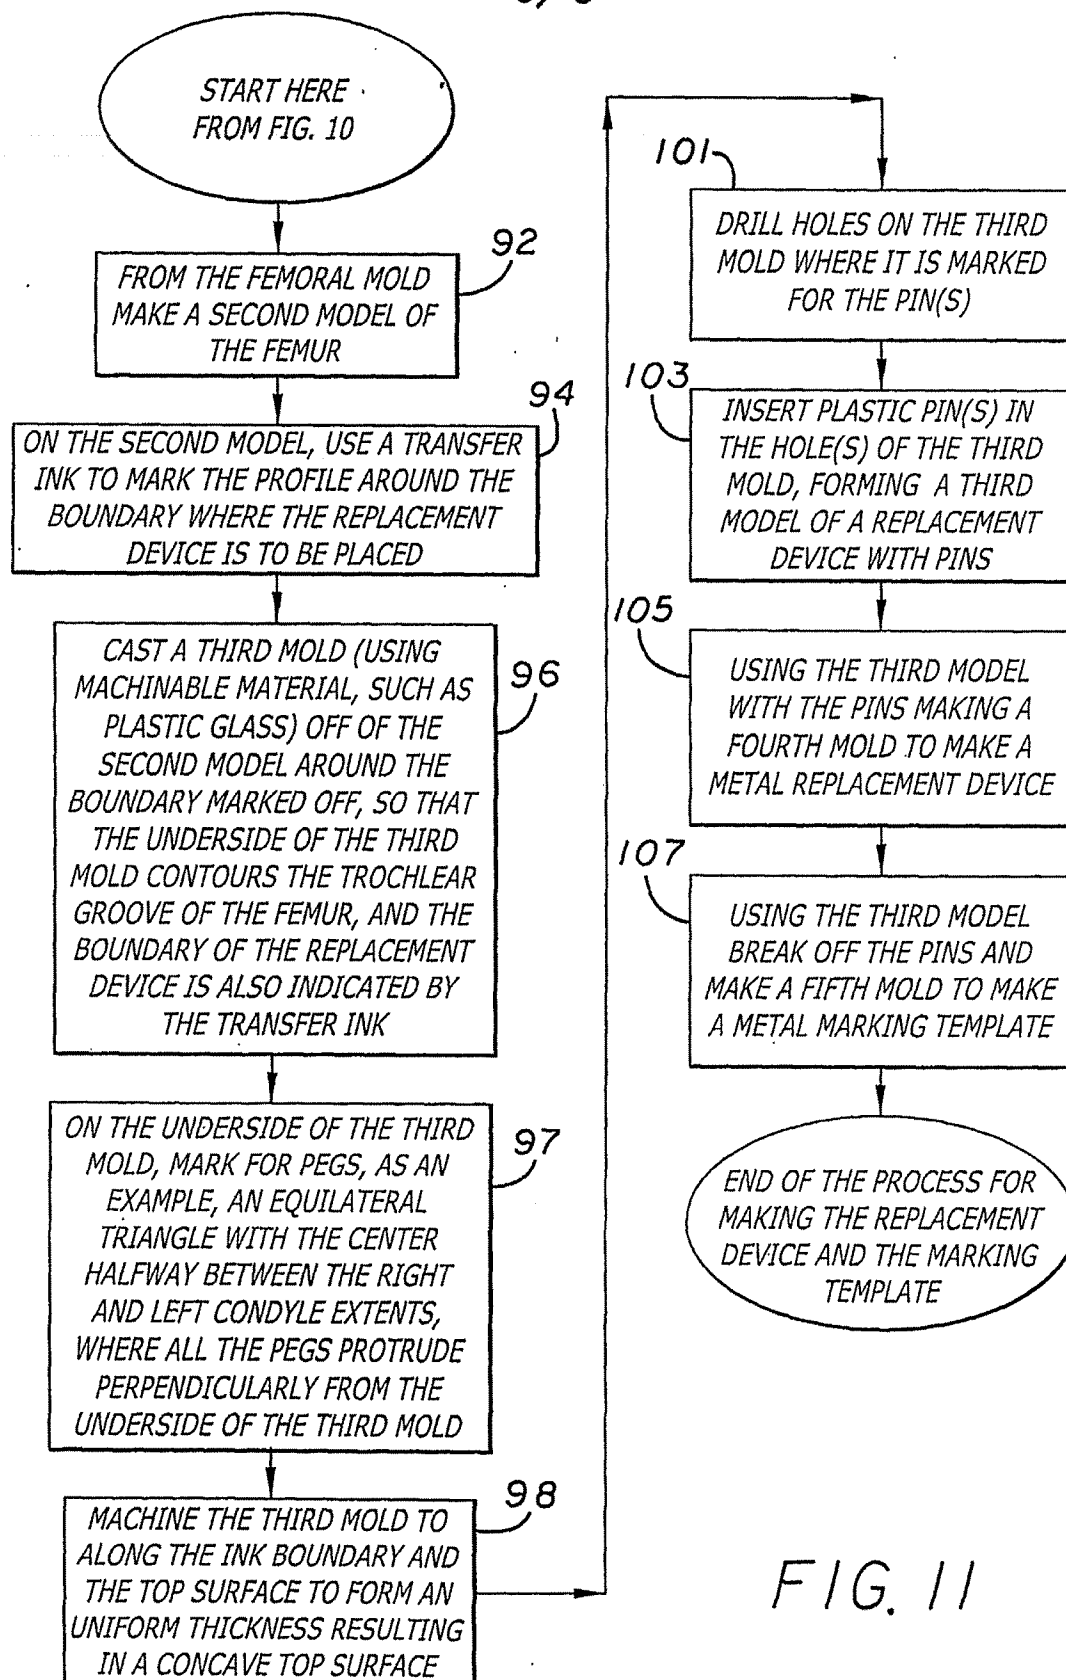 START HERE
FROM FIG. 10
92
FROM THE FEMORAL MOLD
MAKE A SECOND MODEL OF
THE FEMUR
94
ON THE SECOND MODEL, USE A TRANSFER
INK TO MARK THE PROFILE AROUND THE
BOUNDARY WHERE THE REPLACEMENT
DEVICE IS TO BE PLACED
96
CAST A THIRD MOLD (USING
MACHINABLE MATERIAL, SUCH AS
PLASTIC GLASS) OFF OF THE
SECOND MODEL AROUND THE
BOUNDARY MARKED OFF, SO THAT
THE UNDERSIDE OF THE THIRD
MOLD CONTOURS THE TROCHLEAR
GROOVE OF THE FEMUR, AND THE
BOUNDARY OF THE REPLACEMENT
DEVICE IS ALSO INDICATED BY
THE TRANSFER INK
97
ON THE UNDERSIDE OF THE THIRD
MOLD, MARK FOR PEGS, AS AN
EXAMPLE, AN EQUILATERAL
TRIANGLE WITH THE CENTER
HALFWAY BETWEEN THE RIGHT
AND LEFT CONDYLE EXTENTS,
WHERE ALL THE PEGS PROTRUDE
PERPENDICULARLY FROM THE
UNDERSIDE OF THE THIRD MOLD
98
MACHINE THE THIRD MOLD TO
ALONG THE INK BOUNDARY AND
THE TOP SURFACE TO FORM AN
UNIFORM THICKNESS RESULTING
IN A CONCAVE TOP SURFACE
101
DRILL HOLES ON THE THIRD
MOLD WHERE IT IS MARKED
FOR THE PIN(S)
103
INSERT PLASTIC PIN(S) IN
THE HOLE(S) OF THE THIRD
MOLD, FORMING A THIRD
MODEL OF A REPLACEMENT
DEVICE WITH PINS
105
USING THE THIRD MODEL
WITH THE PINS MAKING A
FOURTH MOLD TO MAKE A
METAL REPLACEMENT DEVICE
107
USING THE THIRD MODEL
BREAK OFF THE PINS AND
MAKE A FIFTH MOLD TO MAKE
A METAL MARKING TEMPLATE
END OF THE PROCESS FOR
MAKING THE REPLACEMENT
DEVICE AND THE MARKING
TEMPLATE
FIG. 11